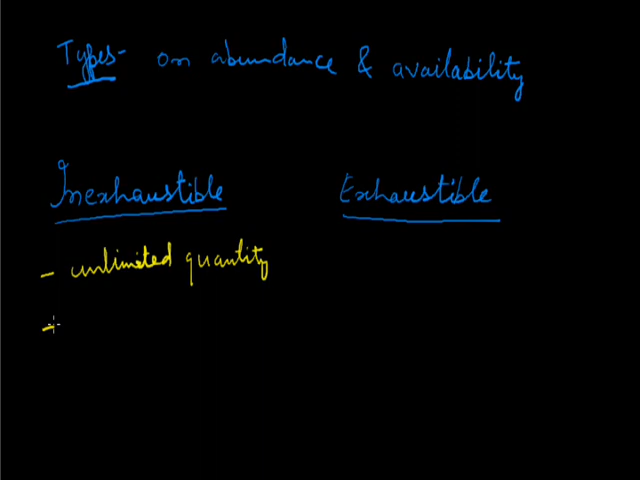 Types- on abundance & availability
Inexhaustible Exhaustible
- unlimited quantity
-